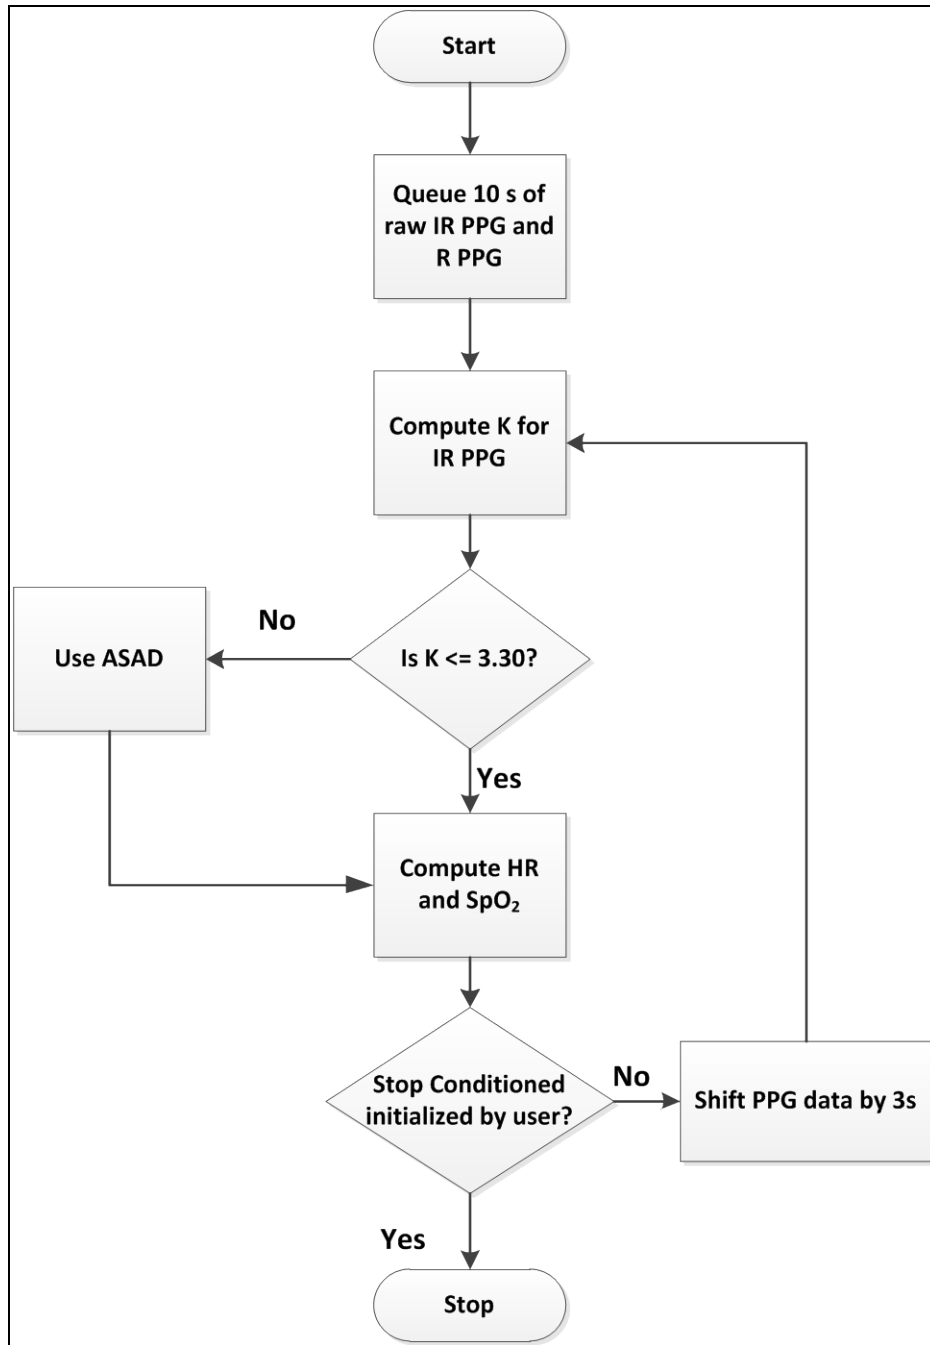 Start
Queue 10 s of
raw IR PPG and
R PPG
Compute K for
IR PPG
No
Use ASAD
Is K <= 3.30?
Yes
Compute HR
and SpO₂
Stop Conditioned
initialized by user?
No
Shift PPG data by 3s
Yes
Stop